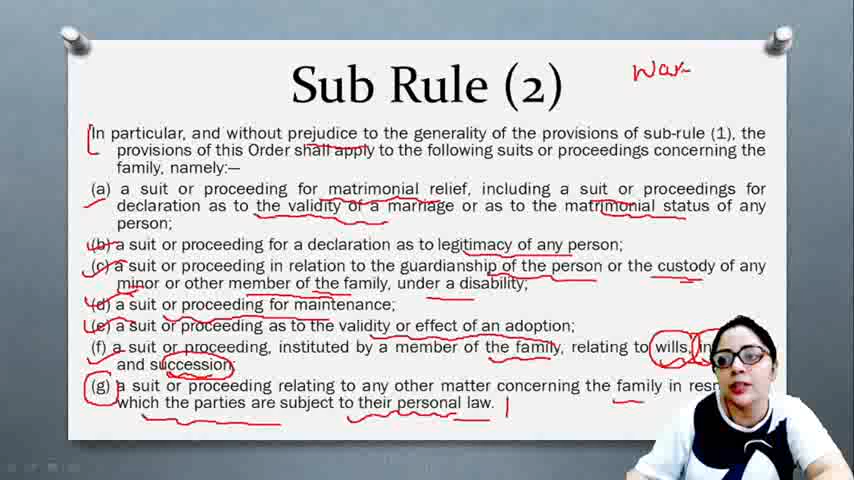 Sub Rule (2)
In particular, and without prejudice to the generality of the provisions of sub-rule (1), the
provisions of this Order shall apply to the following suits or proceedings concerning the
family, namely:—
(a) a suit or proceeding for matrimonial relief, including a suit or proceedings for
declaration as to the validity of a marriage or as to the matrimonial status of any
person;
(b) a suit or proceeding for a declaration as to legitimacy of any person;
(c) a suit or proceeding in relation to the guardianship of the person or the custody of any
minor or other member of the family, under a disability;
(d) a suit or proceeding for maintenance;
(e) a suit or proceeding as to the validity or effect of an adoption;
(f) a suit or proceeding, instituted by a member of the family, relating to wills,
and succession;
(g) a suit or proceeding relating to any other matter concerning the family in
which the parties are subject to their personal law.